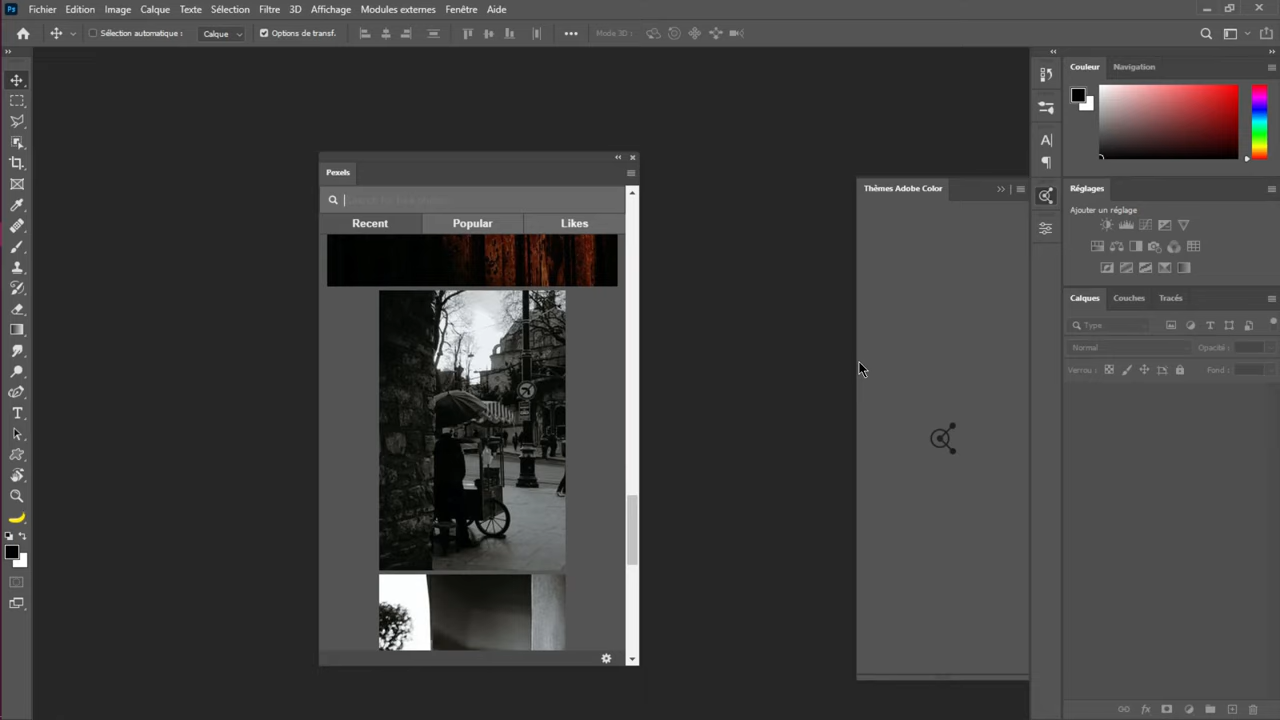 Ps Fichier Edition Image Calque Texte Sélection Filtre 3D Affichage Modules externes Fenêtre Aide
Sélection automatique : Calque Options de transf. Mode 3D :
Couleur Navigation
Pexels
Recent Popular Likes
Thèmes Adobe Color
Réglages
Ajouter un réglage
Calques Couches Tracés
Type
Normal Opacité :
Verrou : Fond :